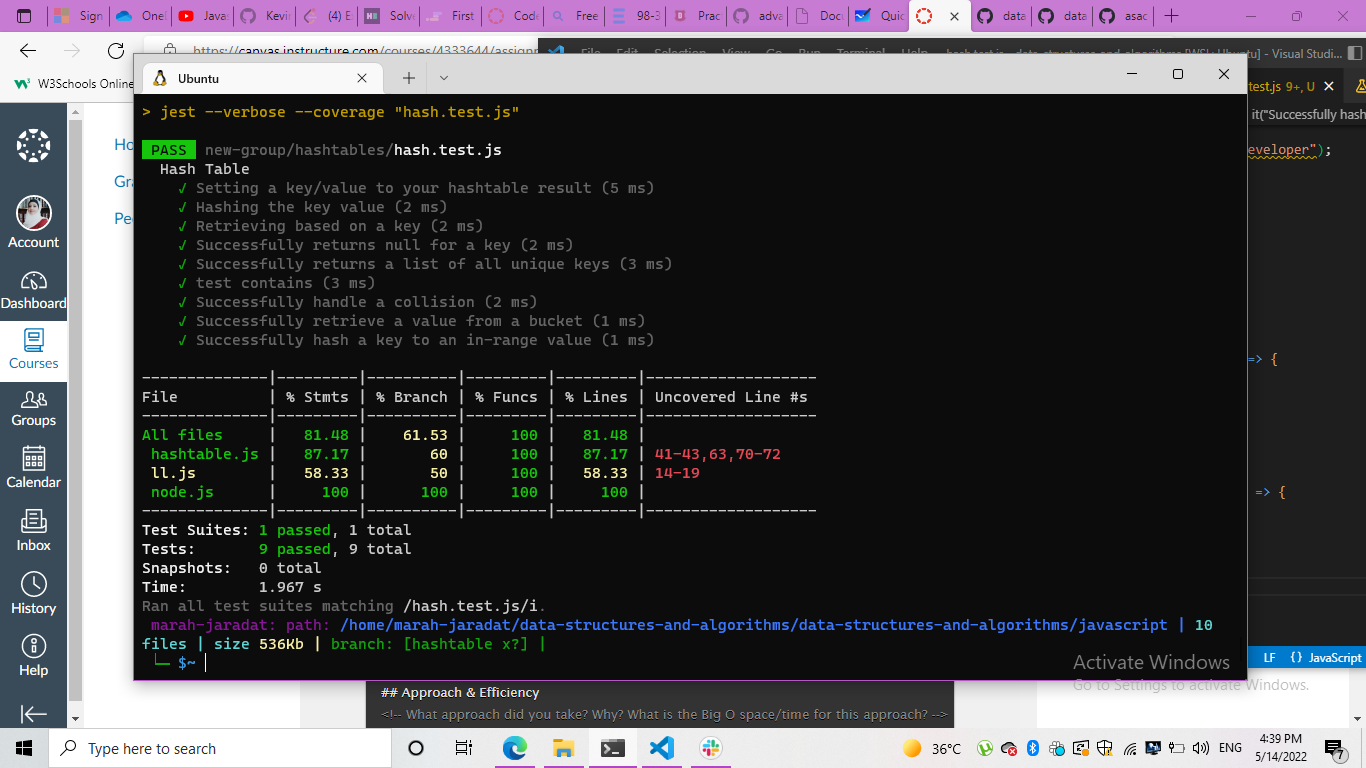 Sign
OneI
Java
Kevin
(4) E
Solve
First
Code
Free
98-3
Prac
adva
Docu
Quic
data
data
asac
https://canvas.instructure.com/courses/4333644/assignm
File Edit Selection View Go Run Terminal Help
hash.test.js - data-structures-and-algorithms [WSL: Ubuntu] - Visual Studi...
W3Schools Online
Ubuntu
test.js 9+, U
it("Successfully hash
eveloper");
=> {
=> {
> jest --verbose --coverage "hash.test.js"
PASS new-group/hashtables/hash.test.js
Hash Table
✓ Setting a key/value to your hashtable result (5 ms)
✓ Hashing the key value (2 ms)
✓ Retrieving based on a key (2 ms)
✓ Successfully returns null for a key (2 ms)
✓ Successfully returns a list of all unique keys (3 ms)
✓ test contains (3 ms)
✓ Successfully handle a collision (2 ms)
✓ Successfully retrieve a value from a bucket (1 ms)
✓ Successfully hash a key to an in-range value (1 ms)
--------------|---------|----------|---------|---------|-------------------
File | % Stmts | % Branch | % Funcs | % Lines | Uncovered Line #s
--------------|---------|----------|---------|---------|-------------------
All files | 81.48 | 61.53 | 100 | 81.48 |
hashtable.js | 87.17 | 60 | 100 | 87.17 | 41-43,63,70-72
ll.js | 58.33 | 50 | 100 | 58.33 | 14-19
node.js | 100 | 100 | 100 | 100 |
--------------|---------|----------|---------|---------|-------------------
Test Suites: 1 passed, 1 total
Tests: 9 passed, 9 total
Snapshots: 0 total
Time: 1.967 s
Ran all test suites matching /hash.test.js/i.
marah-jaradat: path: /home/marah-jaradat/data-structures-and-algorithms/data-structures-and-algorithms/javascript | 10
files | size 536Kb | branch: [hashtable x?] |
└─ $~
Account
Dashboard
Courses
Groups
Calendar
Inbox
History
Help
Ho
Gra
Pe
LF {} JavaScript
Activate Windows
Go to Settings to activate Windows.
## Approach & Efficiency
<!-- What approach did you take? Why? What is the Big O space/time for this approach? -->
Type here to search
36°C
ENG
4:39 PM
5/14/2022
7